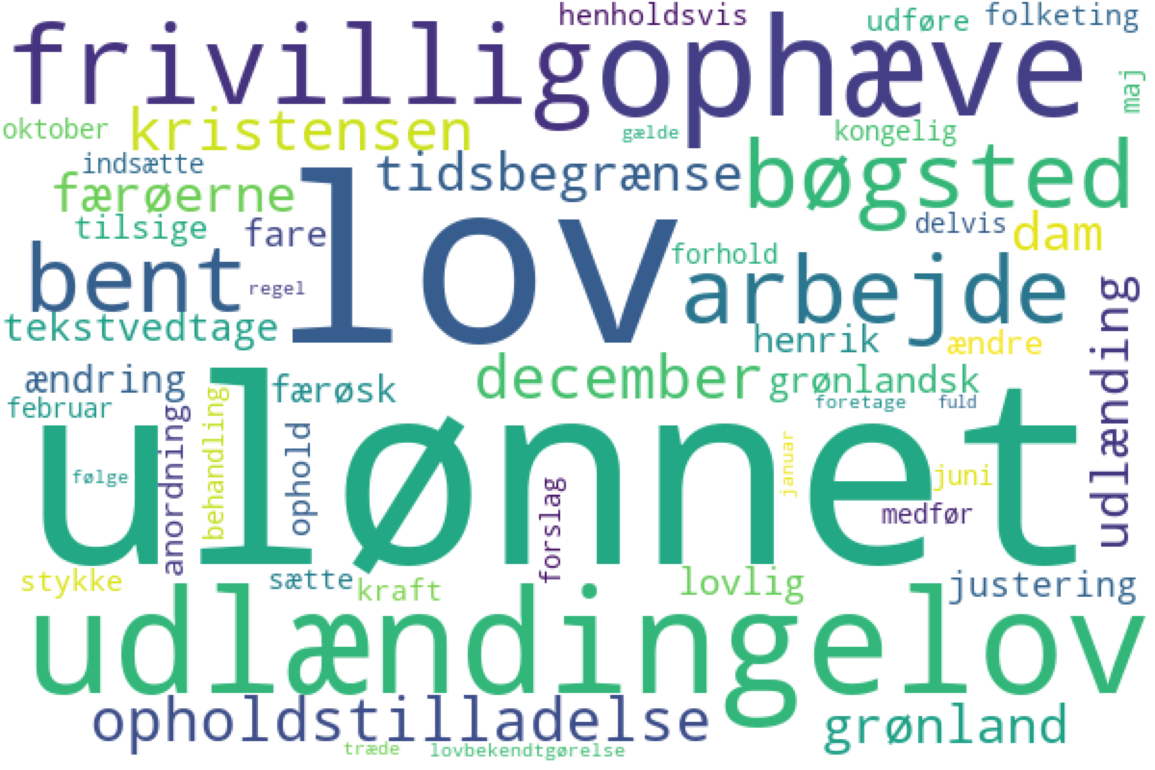 henholdsvis
udføre
folketing
frivillig
ophæve
maj
oktober
kristensen
gælde
kongelig
indsætte
færøerne
tidsbegrænse
bøgsted
tilsige
fare
lov
delvis
dam
bent
regel
forhold
arbejde
udlænding
tekstvedtage
henrik
ændre
ændring
færøsk
december
grønlandsk
februar
anordning
behandling
ulønnet
foretage
fuld
følge
ophold
forslag
januar
juni
medfør
stykke
sætte
kraft
lovlig
justering
udlændingelov
opholdstilladelse
grønland
træde
lovbekendtgørelse